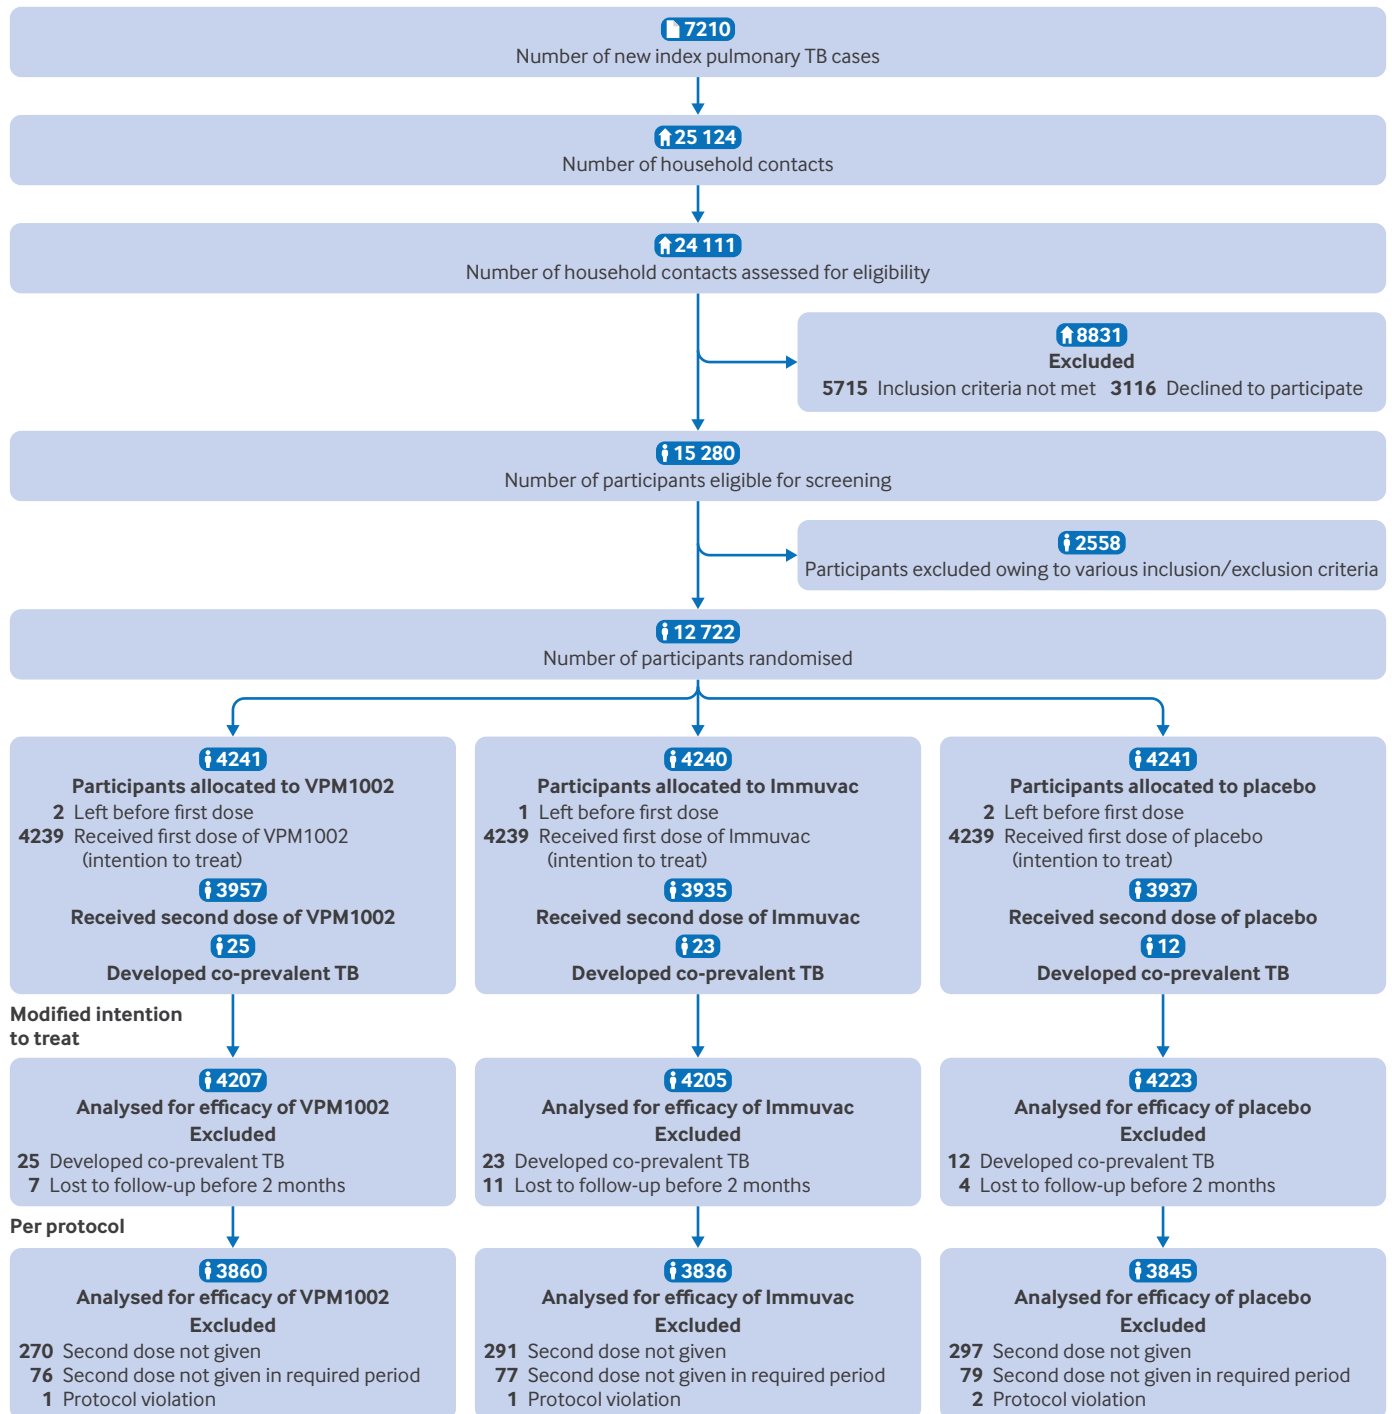 7210
Number of new index pulmonary TB cases
25 124
Number of household contacts
24 111
Number of household contacts assessed for eligibility
8831
Excluded
5715 Inclusion criteria not met 3116 Declined to participate
15 280
Number of participants eligible for screening
2558
Participants excluded owing to various inclusion/exclusion criteria
12 722
Number of participants randomised
4241
Participants allocated to VPM1002
2 Left before first dose
4239 Received first dose of VPM1002
(intention to treat)
3957
Received second dose of VPM1002
25
Developed co-prevalent TB
4240
Participants allocated to Immuvac
1 Left before first dose
4239 Received first dose of Immuvac
(intention to treat)
3935
Received second dose of Immuvac
23
Developed co-prevalent TB
4241
Participants allocated to placebo
2 Left before first dose
4239 Received first dose of placebo
(intention to treat)
3937
Received second dose of placebo
12
Developed co-prevalent TB
Modified intention
to treat
4207
Analysed for efficacy of VPM1002
Excluded
25 Developed co-prevalent TB
7 Lost to follow-up before 2 months
4205
Analysed for efficacy of Immuvac
Excluded
23 Developed co-prevalent TB
11 Lost to follow-up before 2 months
4223
Analysed for efficacy of placebo
Excluded
12 Developed co-prevalent TB
4 Lost to follow-up before 2 months
Per protocol
3860
Analysed for efficacy of VPM1002
Excluded
270 Second dose not given
76 Second dose not given in required period
1 Protocol violation
3836
Analysed for efficacy of Immuvac
Excluded
291 Second dose not given
77 Second dose not given in required period
1 Protocol violation
3845
Analysed for efficacy of placebo
Excluded
297 Second dose not given
79 Second dose not given in required period
2 Protocol violation